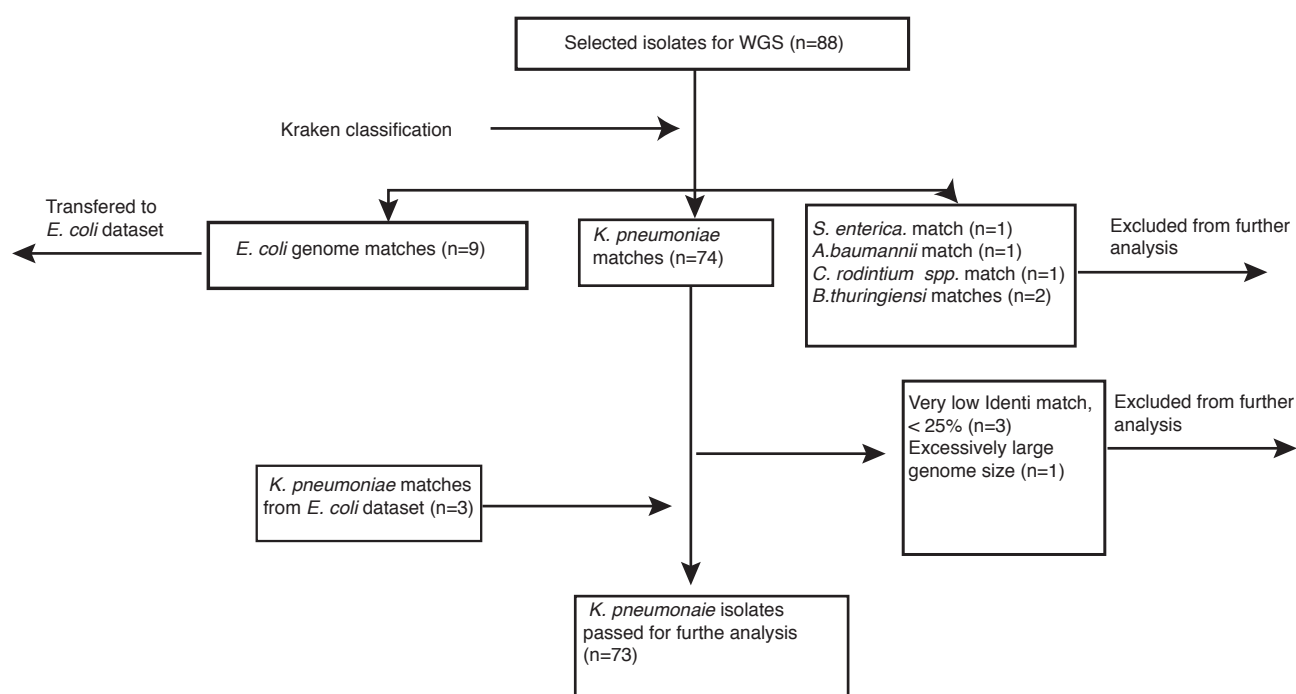 Selected isolates for WGS (n=88)
Kraken classification
Transfered to
E. coli dataset
E. coli genome matches (n=9)
K. pneumoniae
matches (n=74)
S. enterica. match (n=1)
A.baumannii match (n=1)
C. rodintium spp. match (n=1)
B.thuringiensi matches (n=2)
Excluded from further
analysis
Very low Identi match,
< 25% (n=3)
Excessively large
genome size (n=1)
Excluded from further
analysis
K. pneumoniae matches
from E. coli dataset (n=3)
K. pneumonaie isolates
passed for furthe analysis
(n=73)